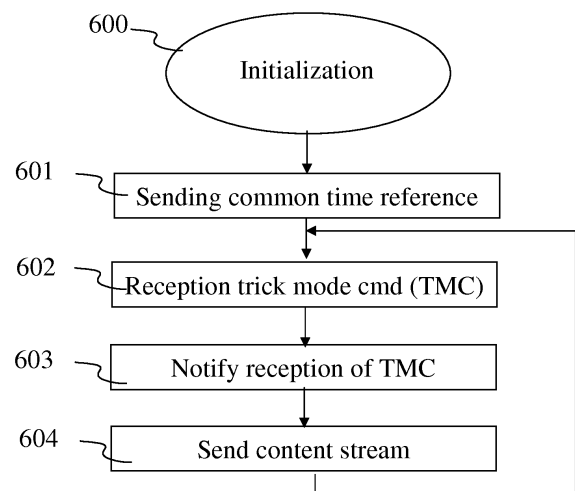 600
Initialization
601
Sending common time reference
602
Reception trick mode cmd (TMC)
603
Notify reception of TMC
604
Send content stream